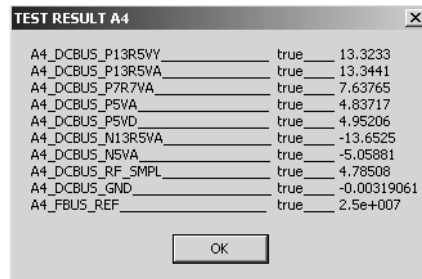 TEST RESULT A4
A4_DCBUS_P13R5VY____________ true____ 13.3233
A4_DCBUS_P13R5VA____________ true____ 13.3441
A4_DCBUS_P7R7VA_____________ true____ 7.63765
A4_DCBUS_P5VA_______________ true____ 4.83717
A4_DCBUS_P5VD_______________ true____ 4.95206
A4_DCBUS_N13R5VA____________ true____ -13.6525
A4_DCBUS_N5VA_______________ true____ -5.05881
A4_DCBUS_RF_SMPL____________ true____ 4.78508
A4_DCBUS_GND________________ true____ -0.00319061
A4_FBUS_REF_________________ true____ 2.5e+007
OK